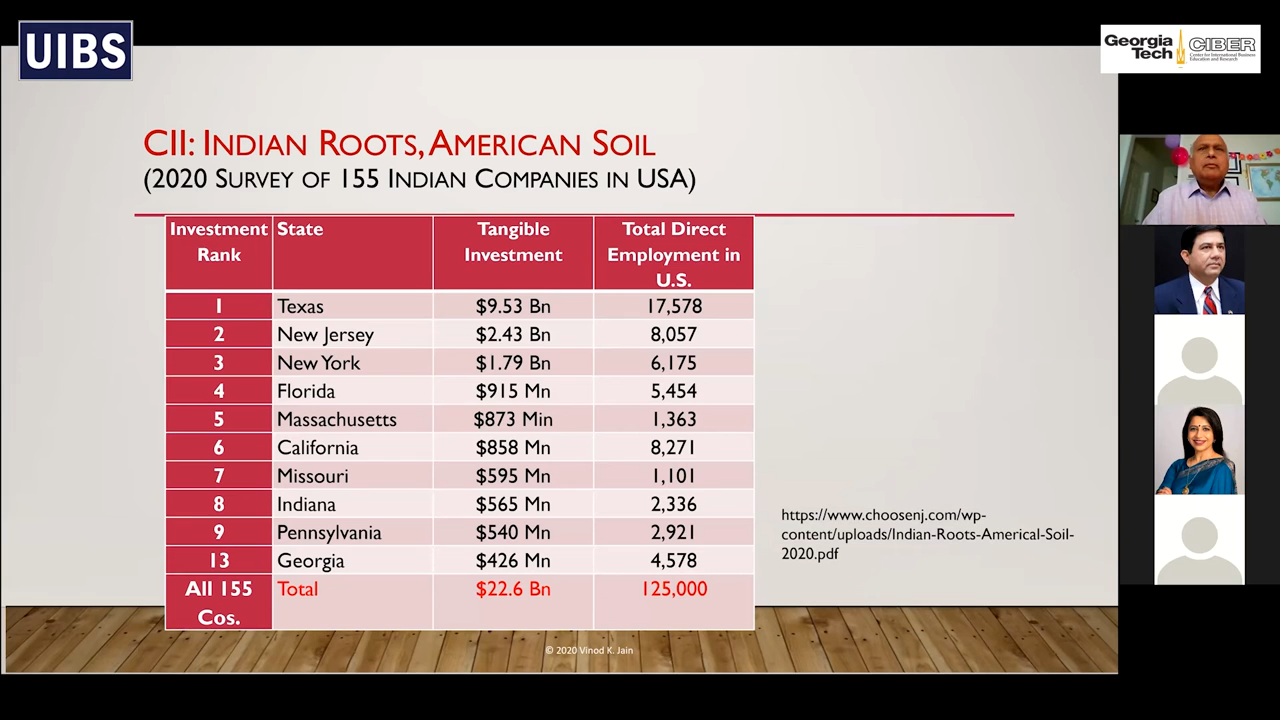 UIBS
Georgia Tech CIBER
Center for International Business
Education and Research
CII: Indian Roots, American Soil
(2020 Survey of 155 Indian Companies in USA)
Investment Rank State Tangible Investment Total Direct Employment in U.S.
1 Texas $9.53 Bn 17,578
2 New Jersey $2.43 Bn 8,057
3 New York $1.79 Bn 6,175
4 Florida $915 Mn 5,454
5 Massachusetts $873 Min 1,363
6 California $858 Mn 8,271
7 Missouri $595 Mn 1,101
8 Indiana $565 Mn 2,336
9 Pennsylvania $540 Mn 2,921
13 Georgia $426 Mn 4,578
All 155 Cos. Total $22.6 Bn 125,000
https://www.choosenj.com/wp-
content/uploads/Indian-Roots-Americal-Soil-
2020.pdf
© 2020 Vinod K. Jain